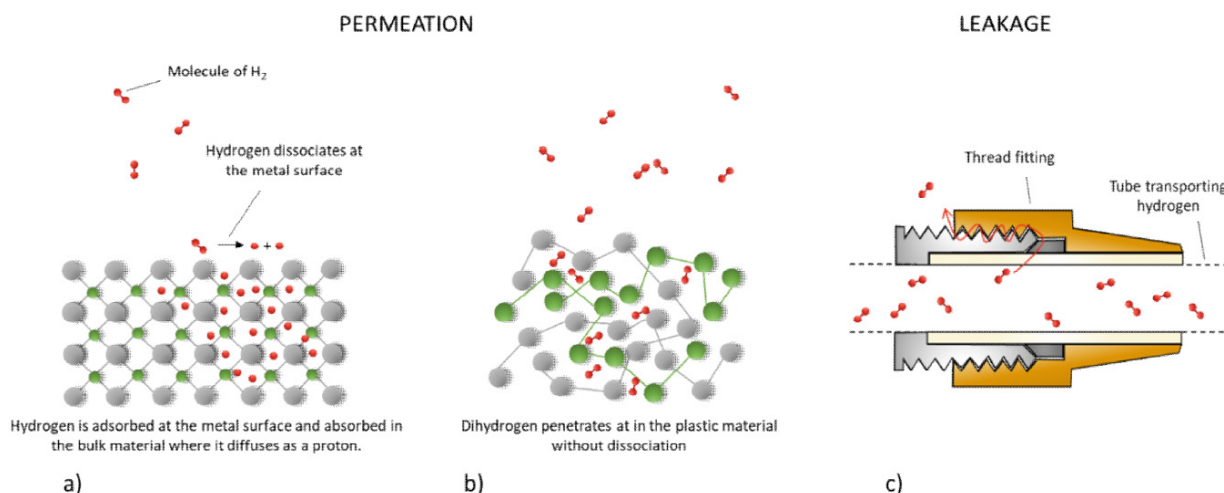 PERMEATION
LEAKAGE
Molecule of H₂
Hydrogen dissociates at
the metal surface
+
Hydrogen is adsorbed at the metal surface and absorbed in
the bulk material where it diffuses as a proton.
a)
Dihydrogen penetrates at in the plastic material
without dissociation
b)
Thread fitting
Tube transporting
hydrogen
c)